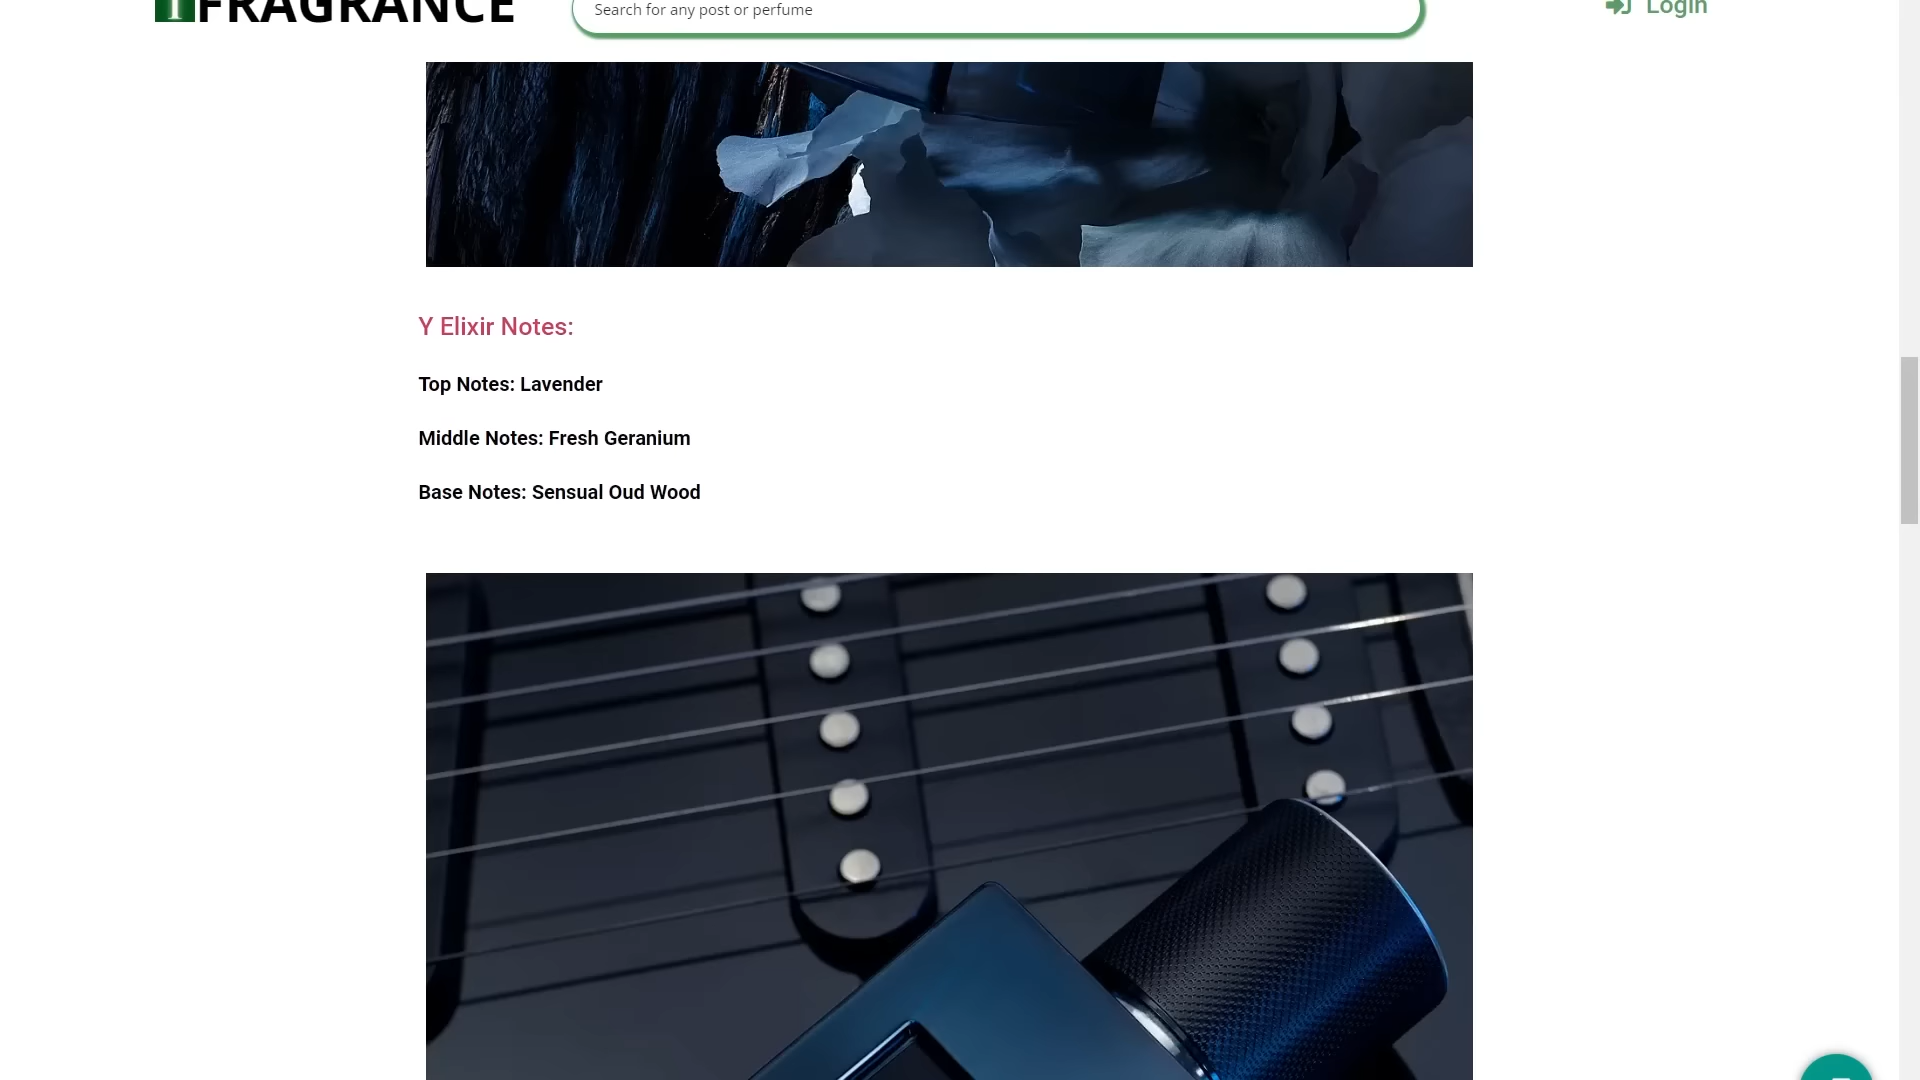 FRAGRANCE
Search for any post or perfume
Login
Y Elixir Notes:
Top Notes: Lavender
Middle Notes: Fresh Geranium
Base Notes: Sensual Oud Wood